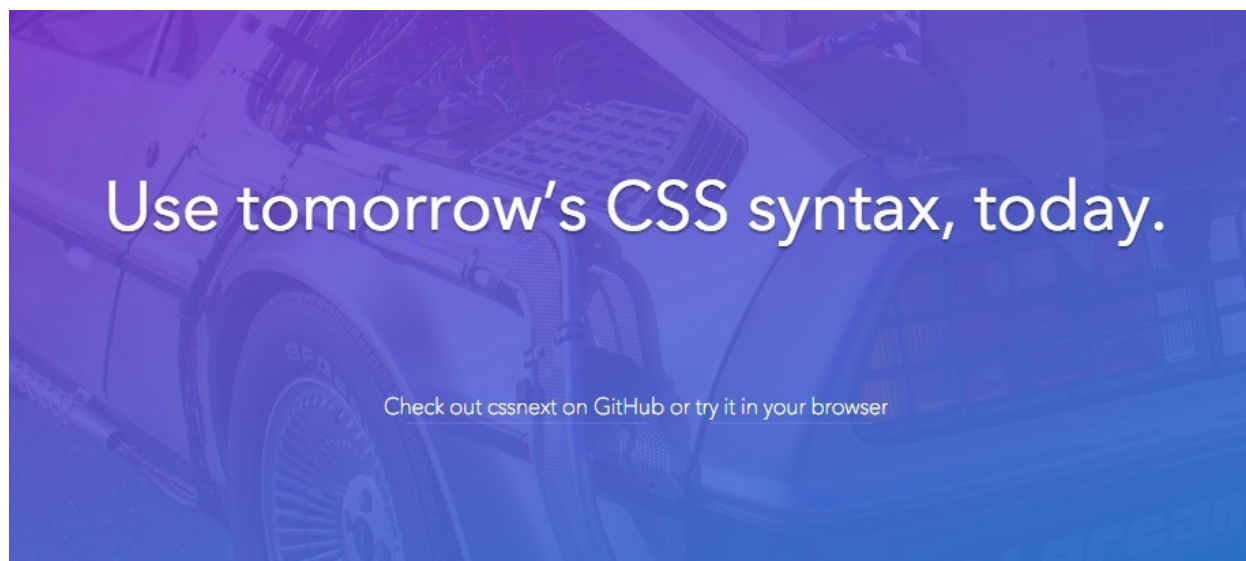 Use tomorrow’s CSS syntax, today.
Check out cssnext on GitHub or try it in your browser